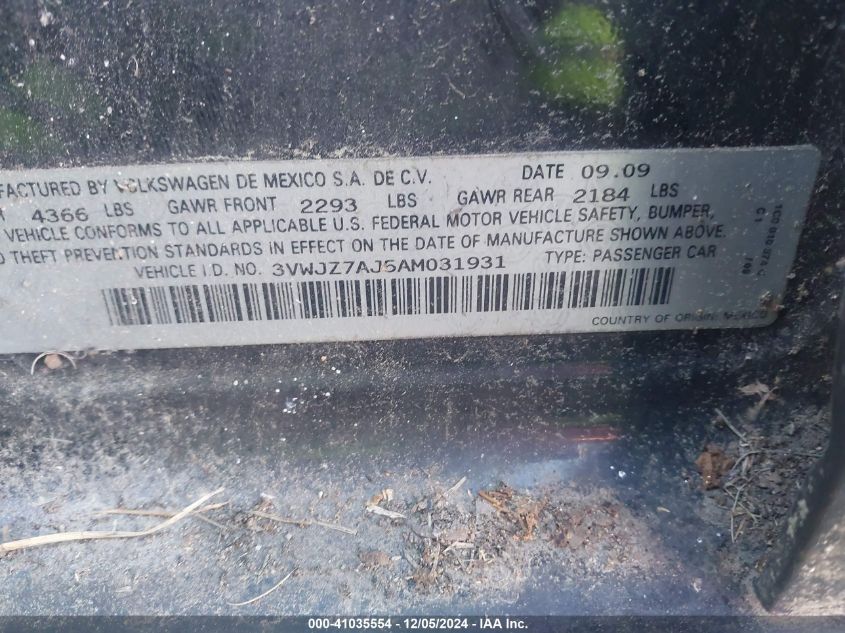 UFACTURED BY VOLKSWAGEN DE MEXICO S.A. DE C.V. DATE 09.09
4366 LBS GAWR FRONT 2293 LBS GAWR REAR 2184 LBS
VEHICLE CONFORMS TO ALL APPLICABLE U.S. FEDERAL MOTOR VEHICLE SAFETY, BUMPER,
THEFT PREVENTION STANDARDS IN EFFECT ON THE DATE OF MANUFACTURE SHOWN ABOVE.
VEHICLE I.D. NO. 3VWJZ7AJ5AM031931 TYPE: PASSENGER CAR
COUNTRY OF ORIGIN: MEXICO
000-41035554 - 12/05/2024 - IAA Inc.